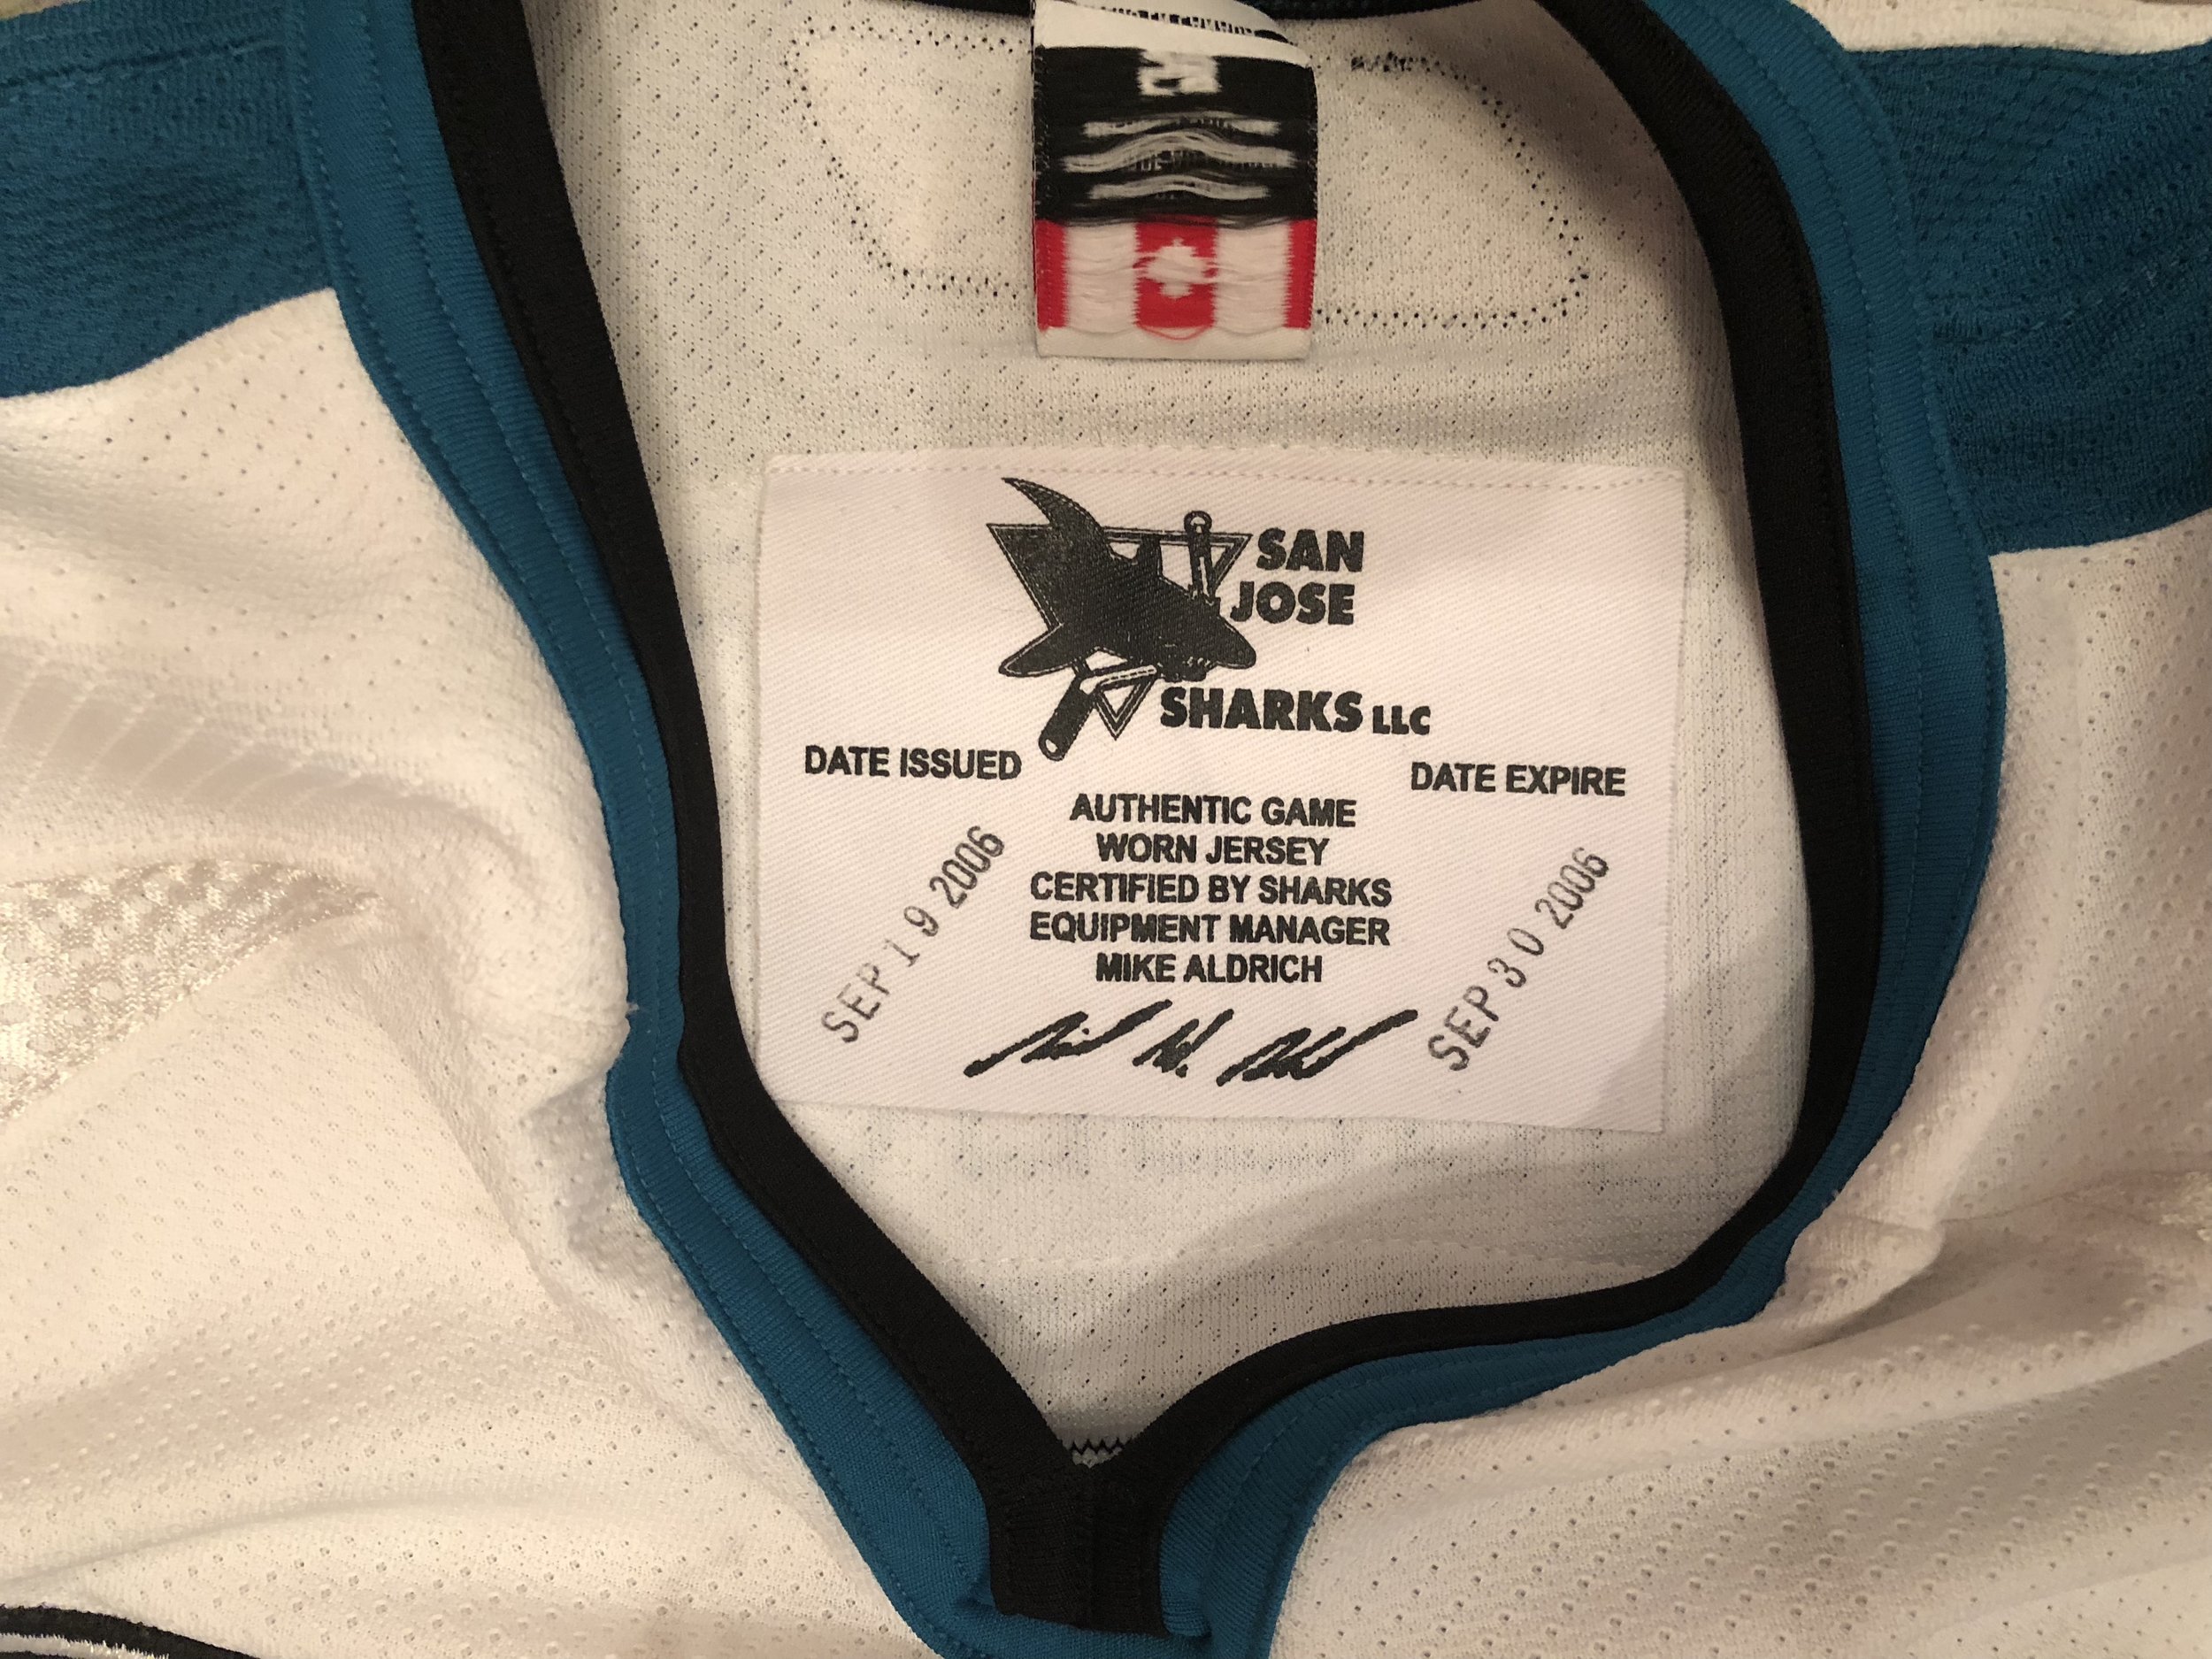 SAN
JOSE
SHARKS LLC
DATE ISSUED
DATE EXPIRE
AUTHENTIC GAME
WORN JERSEY
CERTIFIED BY SHARKS
EQUIPMENT MANAGER
MIKE ALDRICH
SEP 19 2006
SEP 30 2006